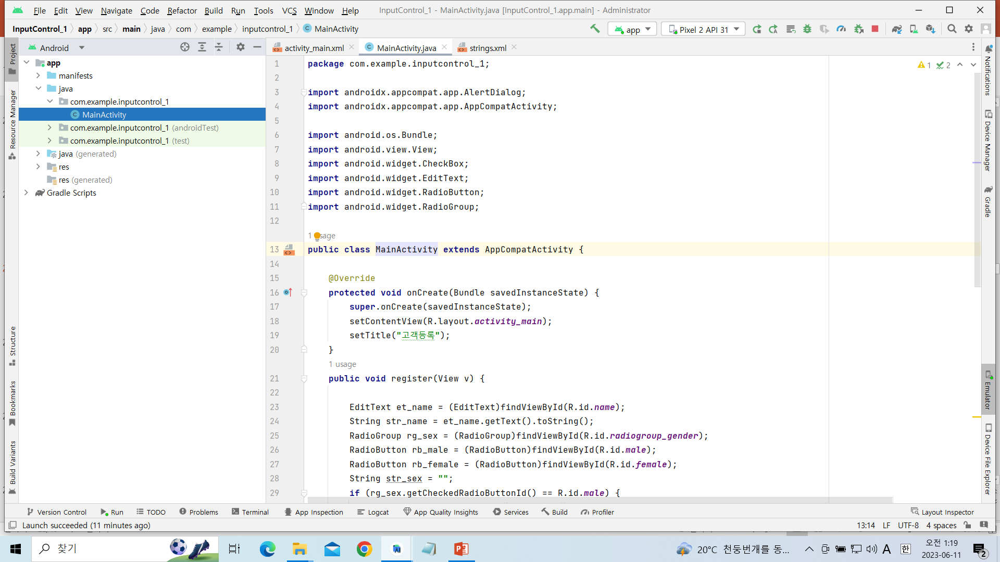 File Edit View Navigate Code Refactor Build Run Tools VCS Window Help InputControl_1 - MainActivity.java [InputControl_1.app.main] - Administrator
InputControl_1 app src main java com example inputcontrol_1 MainActivity app Pixel 2 API 31
Android
activity_main.xml MainActivity.java strings.xml
Project
Resource Manager
Structure
Bookmarks
Build Variants
app
manifests
java
com.example.inputcontrol_1
MainActivity
com.example.inputcontrol_1 (androidTest)
com.example.inputcontrol_1 (test)
java (generated)
res
res (generated)
Gradle Scripts
1 package com.example.inputcontrol_1;
2
3 import androidx.appcompat.app.AlertDialog;
4 import androidx.appcompat.app.AppCompatActivity;
5
6 import android.os.Bundle;
7 import android.view.View;
8 import android.widget.CheckBox;
9 import android.widget.EditText;
10 import android.widget.RadioButton;
11 import android.widget.RadioGroup;
12
1 usage
13 public class MainActivity extends AppCompatActivity {
14
15 @Override
16 protected void onCreate(Bundle savedInstanceState) {
17 super.onCreate(savedInstanceState);
18 setContentView(R.layout.activity_main);
19 setTitle("고객등록");
20 }
1 usage
21 public void register(View v) {
22
23 EditText et_name = (EditText)findViewById(R.id.name);
24 String str_name = et_name.getText().toString();
25 RadioGroup rg_sex = (RadioGroup)findViewById(R.id.radiogroup_gender);
26 RadioButton rb_male = (RadioButton)findViewById(R.id.male);
27 RadioButton rb_female = (RadioButton)findViewById(R.id.female);
28 String str_sex = "";
29 if (rg_sex.getCheckedRadioButtonId() == R.id.male) {
1 2
Notifications
Device Manager
Gradle
Emulator
Device File Explorer
Version Control Run TODO Problems Terminal App Inspection Logcat App Quality Insights Services Build Profiler Layout Inspector
Launch succeeded (11 minutes ago) 13:14 LF UTF-8 4 spaces
찾기 20°C 천둥번개를 동... A 한 오전 1:19
2023-06-11 2